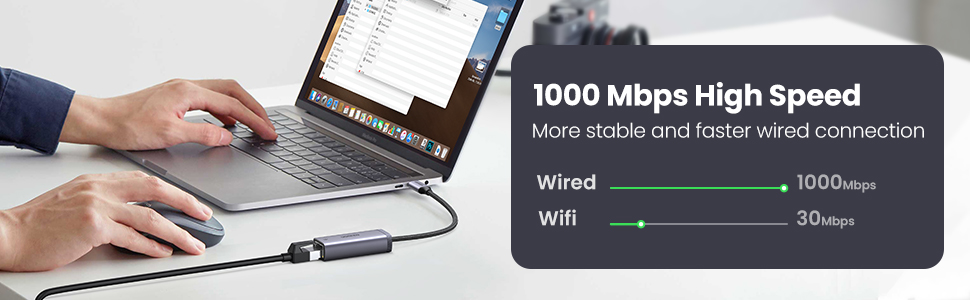 1000 Mbps High Speed
More stable and faster wired connection
Wired 1000Mbps
Wifi 30Mbps